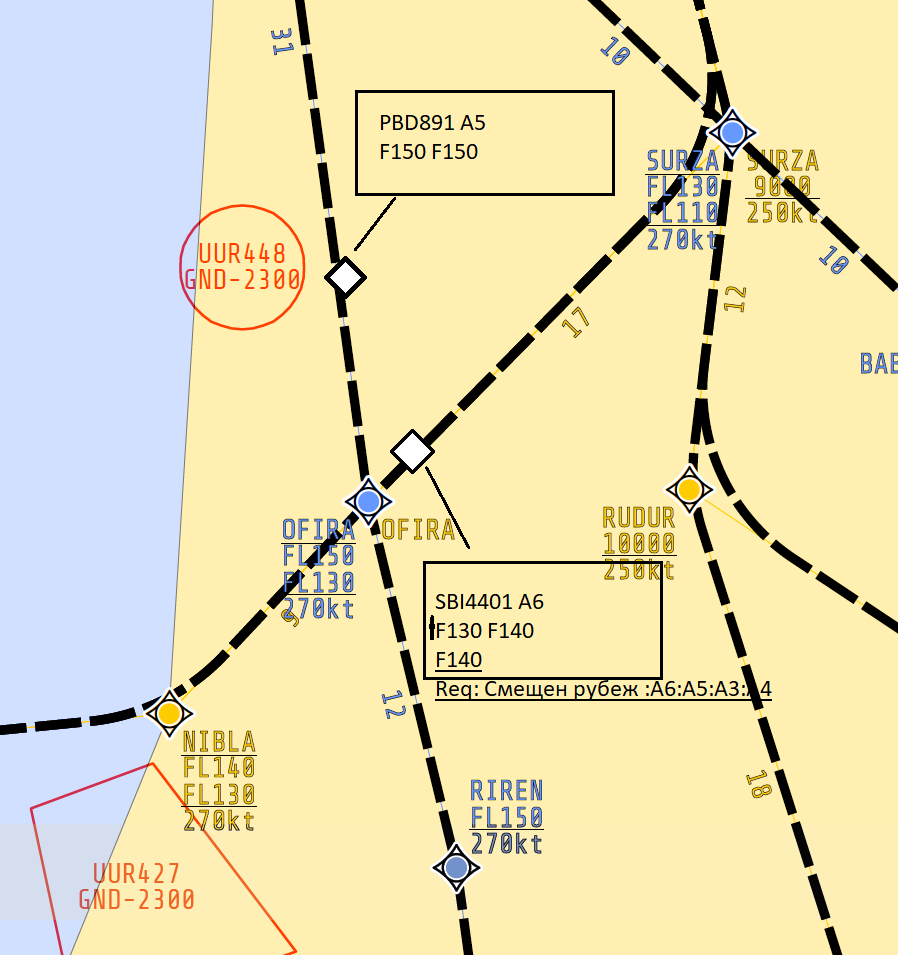 31
10
PBD891 A5
F150 F150
SURZA
FL130
FL110
270kt
SURZA
9000
250kt
UUR448
GND-2300
10
12
17
BAB
OFIRA
FL150
FL130
270kt
OFIRA
RUDUR
10000
250kt
SBI4401 A6
F130 F140
F140
Req: Смещен рубеж :A6:A5:A3:A4
9
12
NIBLA
FL140
FL130
270kt
18
RIREN
FL150
270kt
UUR427
GND-2300